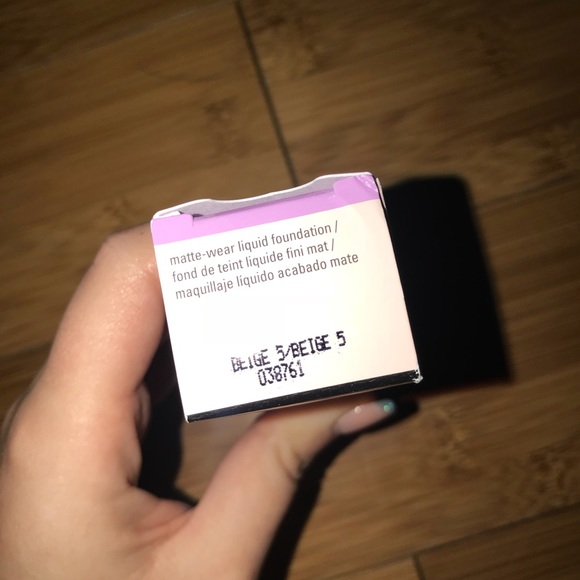 matte-wear liquid foundation /
fond de teint liquide fini mat /
maquillaje líquido acabado mate
BEIGE 5/BEIGE 5
038761